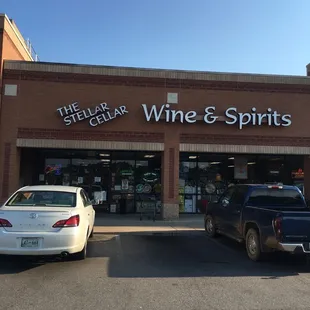 THE
STELLAR
CELLAR
Wine & Spirits